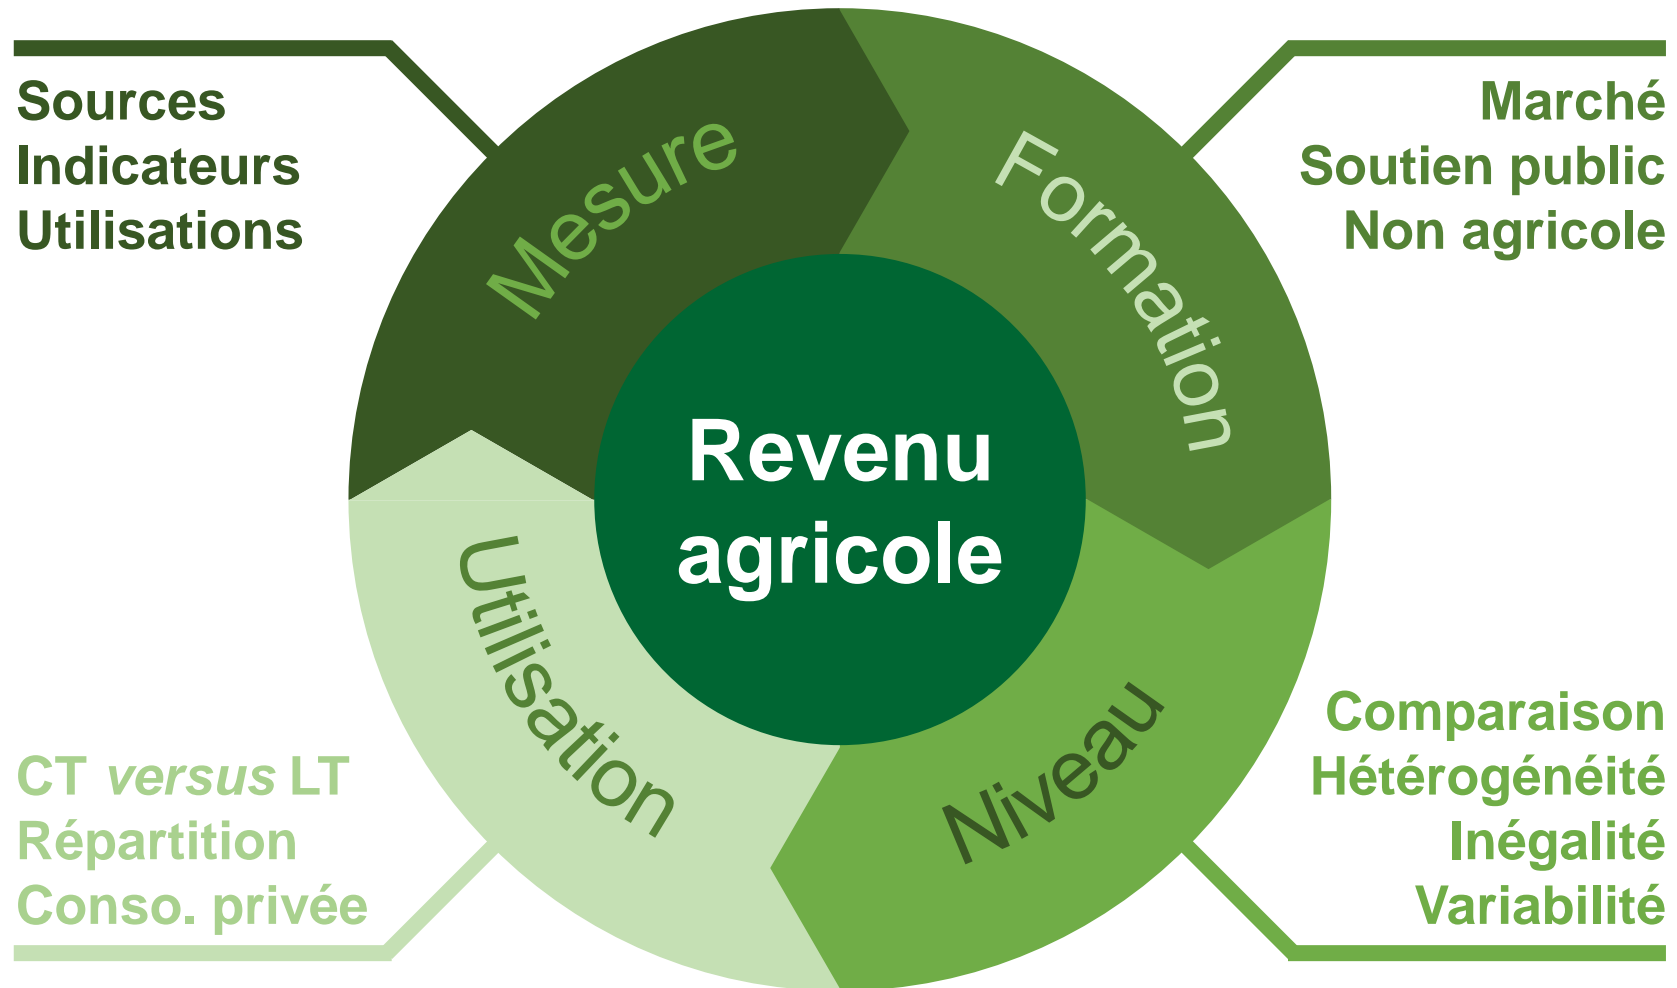 Sources
Indicateurs
Utilisations
Mesure
Formation
Marché
Soutien public
Non agricole
Revenu
agricole
Utilisation
Niveau
CT versus LT
Répartition
Conso. privée
Comparaison
Hétérogénéité
Inégalité
Variabilité